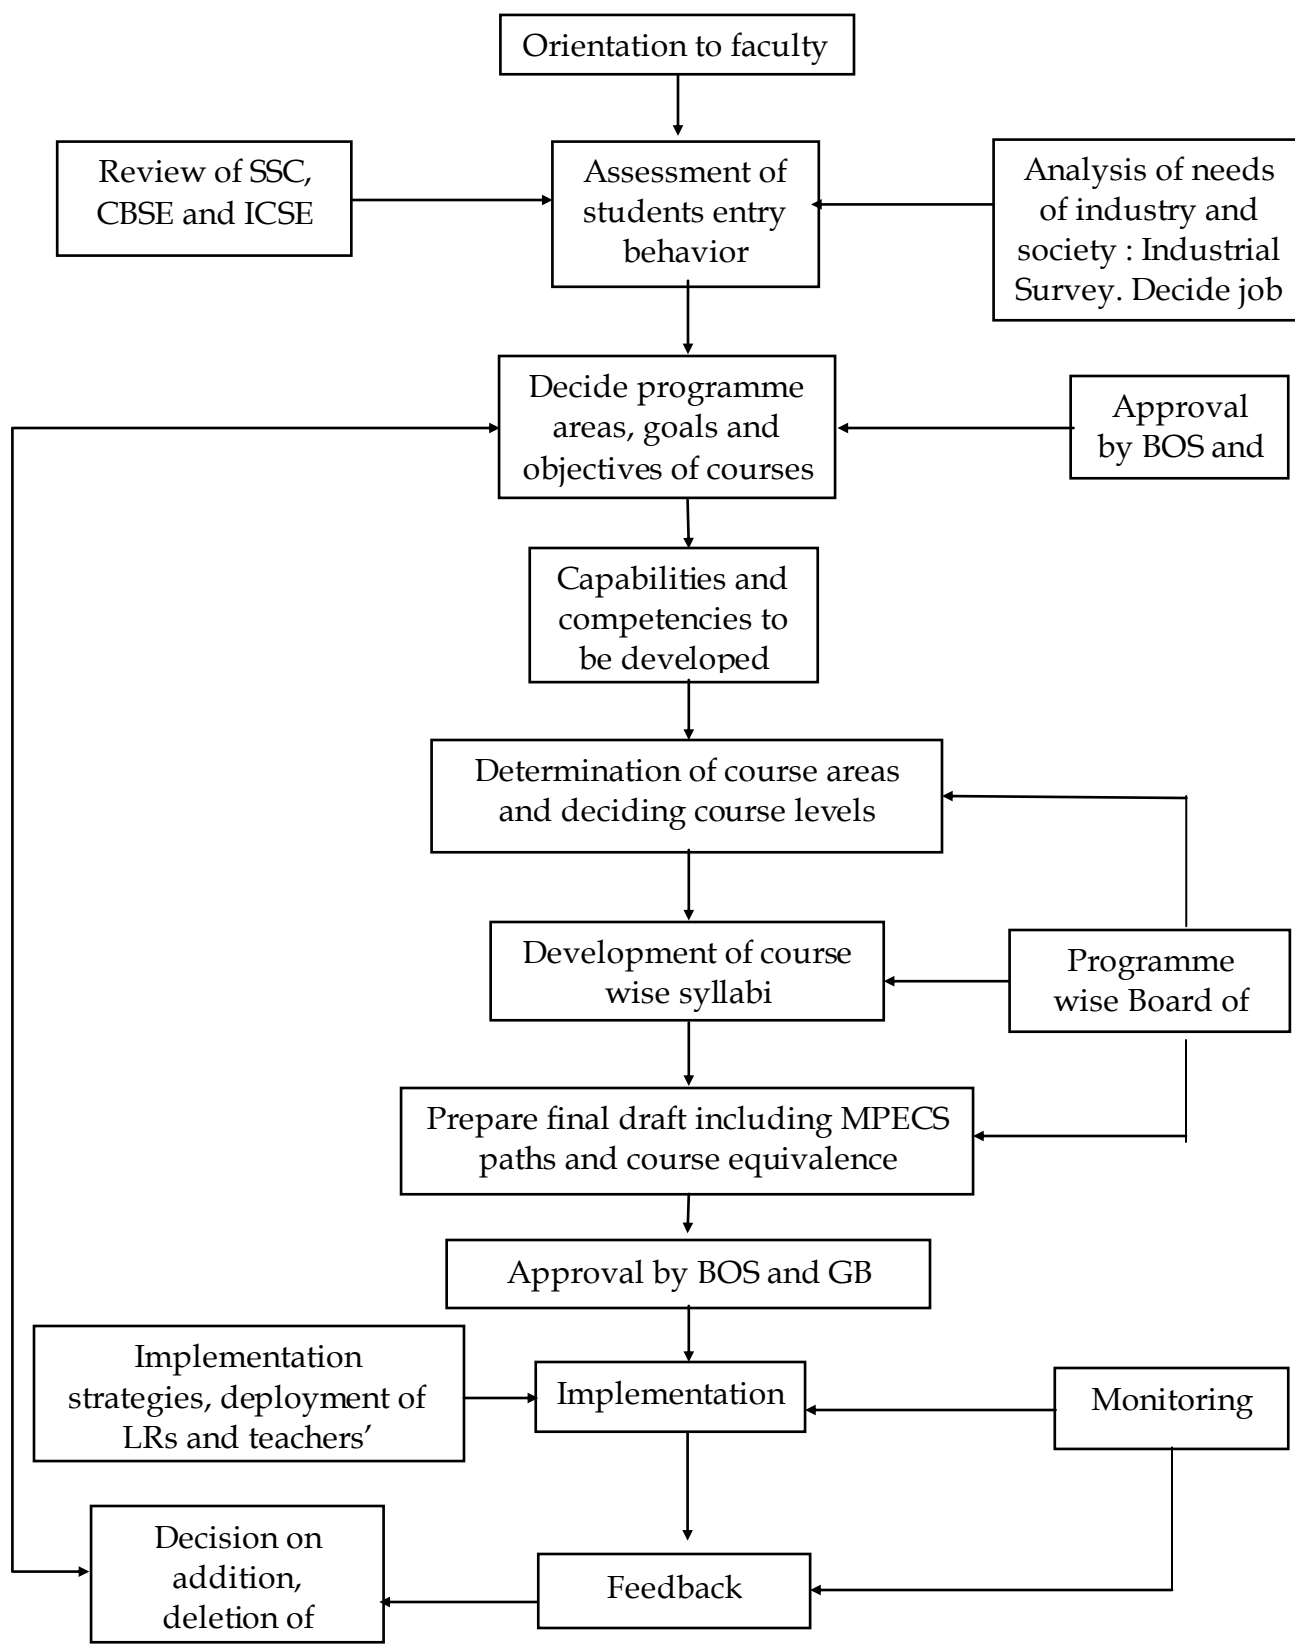 Orientation to faculty
Review of SSC,
CBSE and ICSE
Assessment of
students entry
behavior
Analysis of needs
of industry and
society : Industrial
Survey. Decide job
Decide programme
areas, goals and
objectives of courses
Approval
by BOS and
Capabilities and
competencies to
be developed
Determination of course areas
and deciding course levels
Development of course
wise syllabi
Programme
wise Board of
Prepare final draft including MPECS
paths and course equivalence
Approval by BOS and GB
Implementation
strategies, deployment of
LRs and teachers’
Implementation
Monitoring
Decision on
addition,
deletion of
Feedback